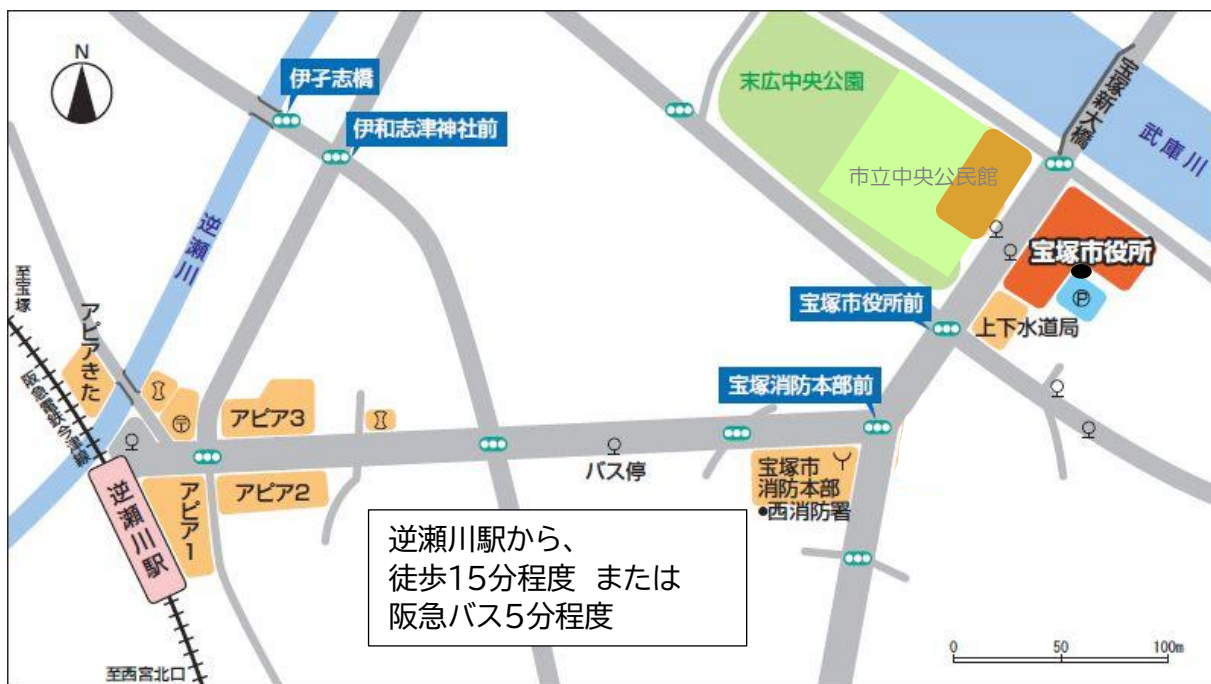 N
伊子志橋
伊和志津神社前
末広中央公園
宝塚新大橋
武庫川
市立中央公民館
逆瀬川
宝塚市役所
至宝塚
アピアきた
阪急電鉄今津線
宝塚市役所前
上下水道局
宝塚消防本部前
アピア3
アピア2
アピア1
逆瀬川駅
バス停
宝塚市
消防本部
●西消防署
逆瀬川駅から、
徒歩15分程度 または
阪急バス5分程度
至西宮北口
0 50 100m
P
〒